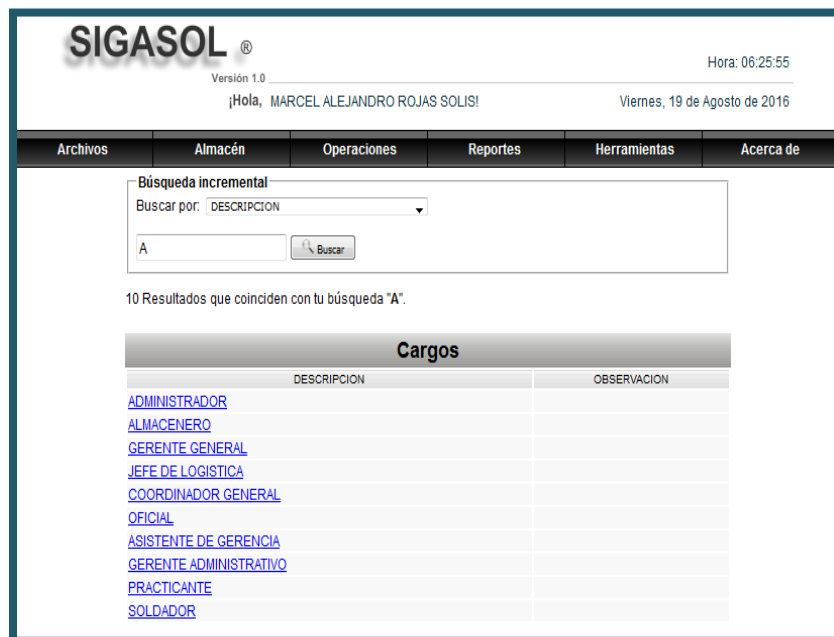 SIGASOL ®
Hora: 06:25:55
Versión 1.0
¡Hola, MARCEL ALEJANDRO ROJAS SOLIS! Viernes, 19 de Agosto de 2016
Archivos Almacén Operaciones Reportes Herramientas Acerca de
Búsqueda incremental
Buscar por: DESCRIPCION
A Buscar
10 Resultados que coinciden con tu búsqueda "A".
Cargos
DESCRIPCION OBSERVACION
ADMINISTRADOR
ALMACENERO
GERENTE GENERAL
JEFE DE LOGISTICA
COORDINADOR GENERAL
OFICIAL
ASISTENTE DE GERENCIA
GERENTE ADMINISTRATIVO
PRACTICANTE
SOLDADOR